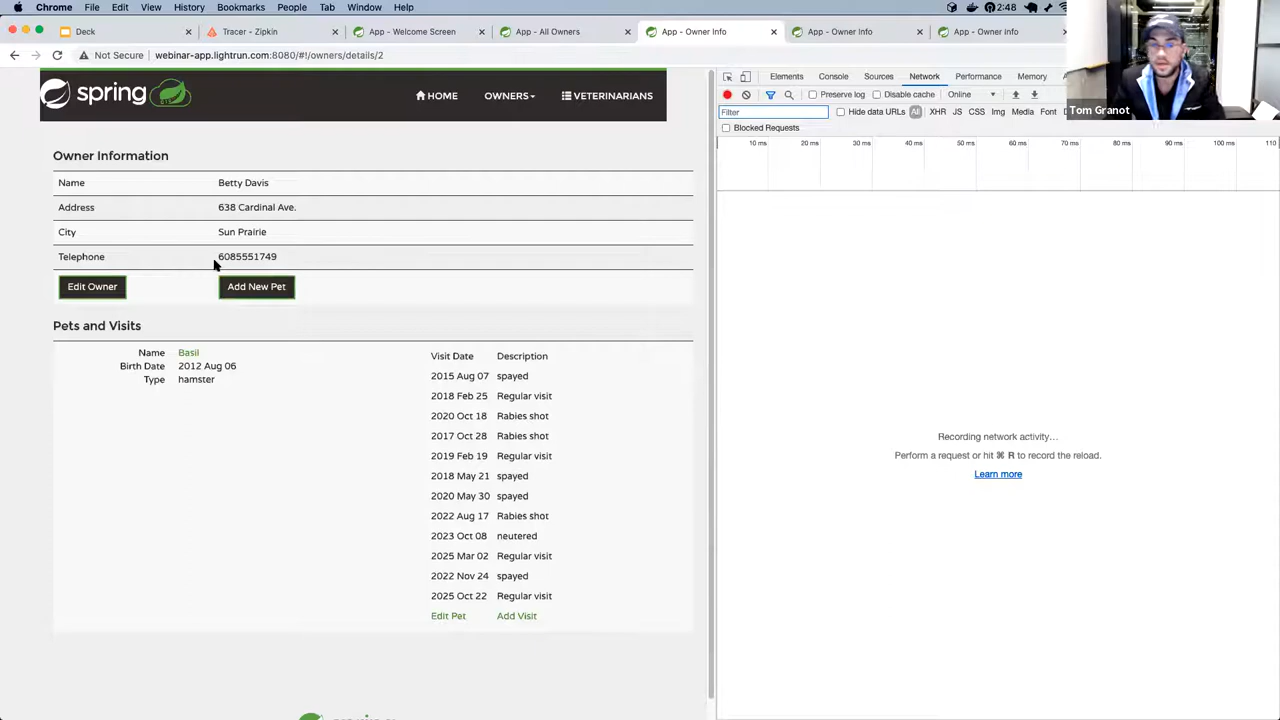 Chrome File Edit View History Bookmarks People Tab Window Help 2:48
Deck × Tracer - Zipkin × App - Welcome Screen App - All Owners × App - Owner Info × App - Owner Info × App - Owner Info
Not Secure webinar-app.lightrun.com:8080/#!/owners/details/2
Tom Granot
spring HOME OWNERS VETERINARIANS
Elements Console Sources Network Performance Memory
Preserve log Disable cache Online
Filter Hide data URLs All XHR JS CSS Img Media Font
Blocked Requests
10 ms 20 ms 30 ms 40 ms 50 ms 60 ms 70 ms 80 ms 90 ms 100 ms 110
Owner Information
Name Betty Davis
Address 638 Cardinal Ave.
City Sun Prairie
Telephone 6085551749
Edit Owner Add New Pet
Pets and Visits
Name Basil
Birth Date 2012 Aug 06
Type hamster
Visit Date Description
2015 Aug 07 spayed
2018 Feb 25 Regular visit
2020 Oct 18 Rabies shot
2017 Oct 28 Rabies shot
2019 Feb 19 Regular visit
2018 May 21 spayed
2020 May 30 spayed
2022 Aug 17 Rabies shot
2023 Oct 08 neutered
2025 Mar 02 Regular visit
2022 Nov 24 spayed
2025 Oct 22 Regular visit
Edit Pet Add Visit
Recording network activity…
Perform a request or hit ⌘ R to record the reload.
Learn more